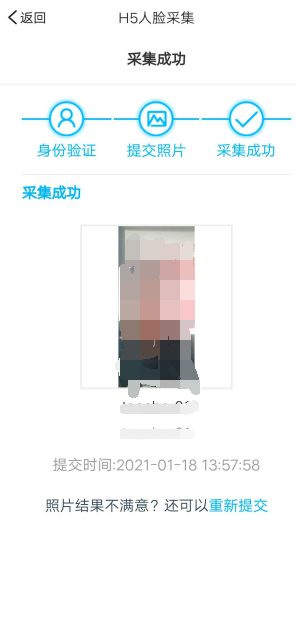 返回 H5人脸采集
采集成功
身份验证 提交照片 采集成功
采集成功
提交时间:2021-01-18 13:57:58
照片结果不满意？还可以重新提交